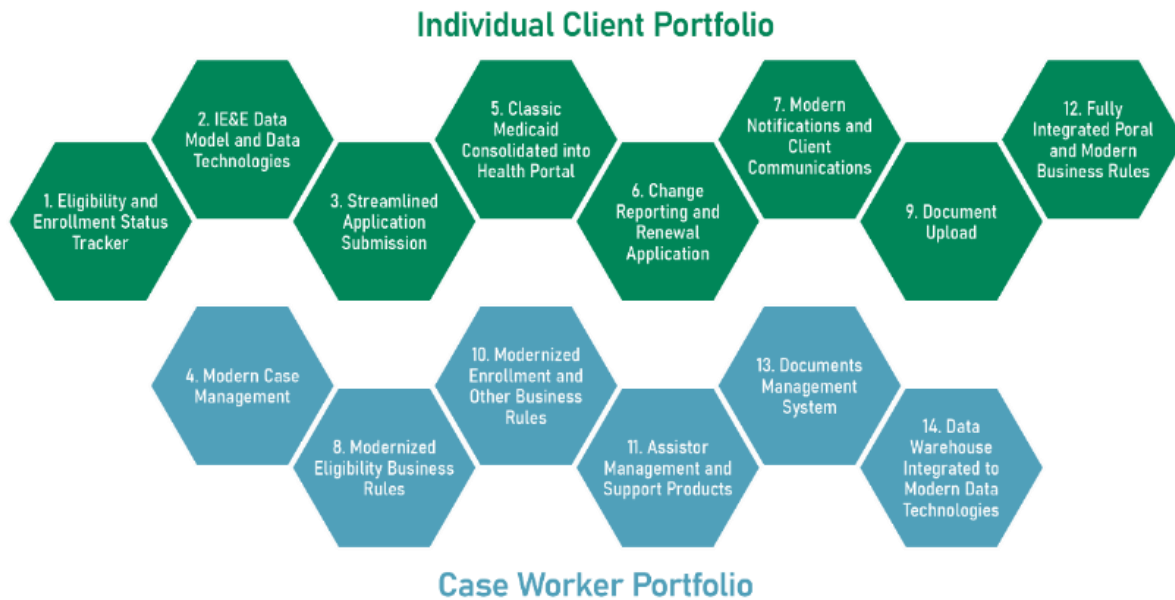 Individual Client Portfolio
1. Eligibility and
Enrollment Status
Tracker
2. IE&E Data
Model and Data
Technologies
3. Streamlined
Application
Submission
5. Classic
Medicaid
Consolidated into
Health Portal
6. Change
Reporting and
Renewal
Application
7. Modern
Notifications and
Client
Communications
9. Document
Upload
12. Fully
Integrated Poral
and Modern
Business Rules
4. Modern Case
Management
8. Modernized
Eligibility Business
Rules
10. Modernized
Enrollment and
Other Business
Rules
11. Assistor
Management and
Support Products
13. Documents
Management
System
14. Data
Warehouse
Integrated to
Modern Data
Technologies
Case Worker Portfolio